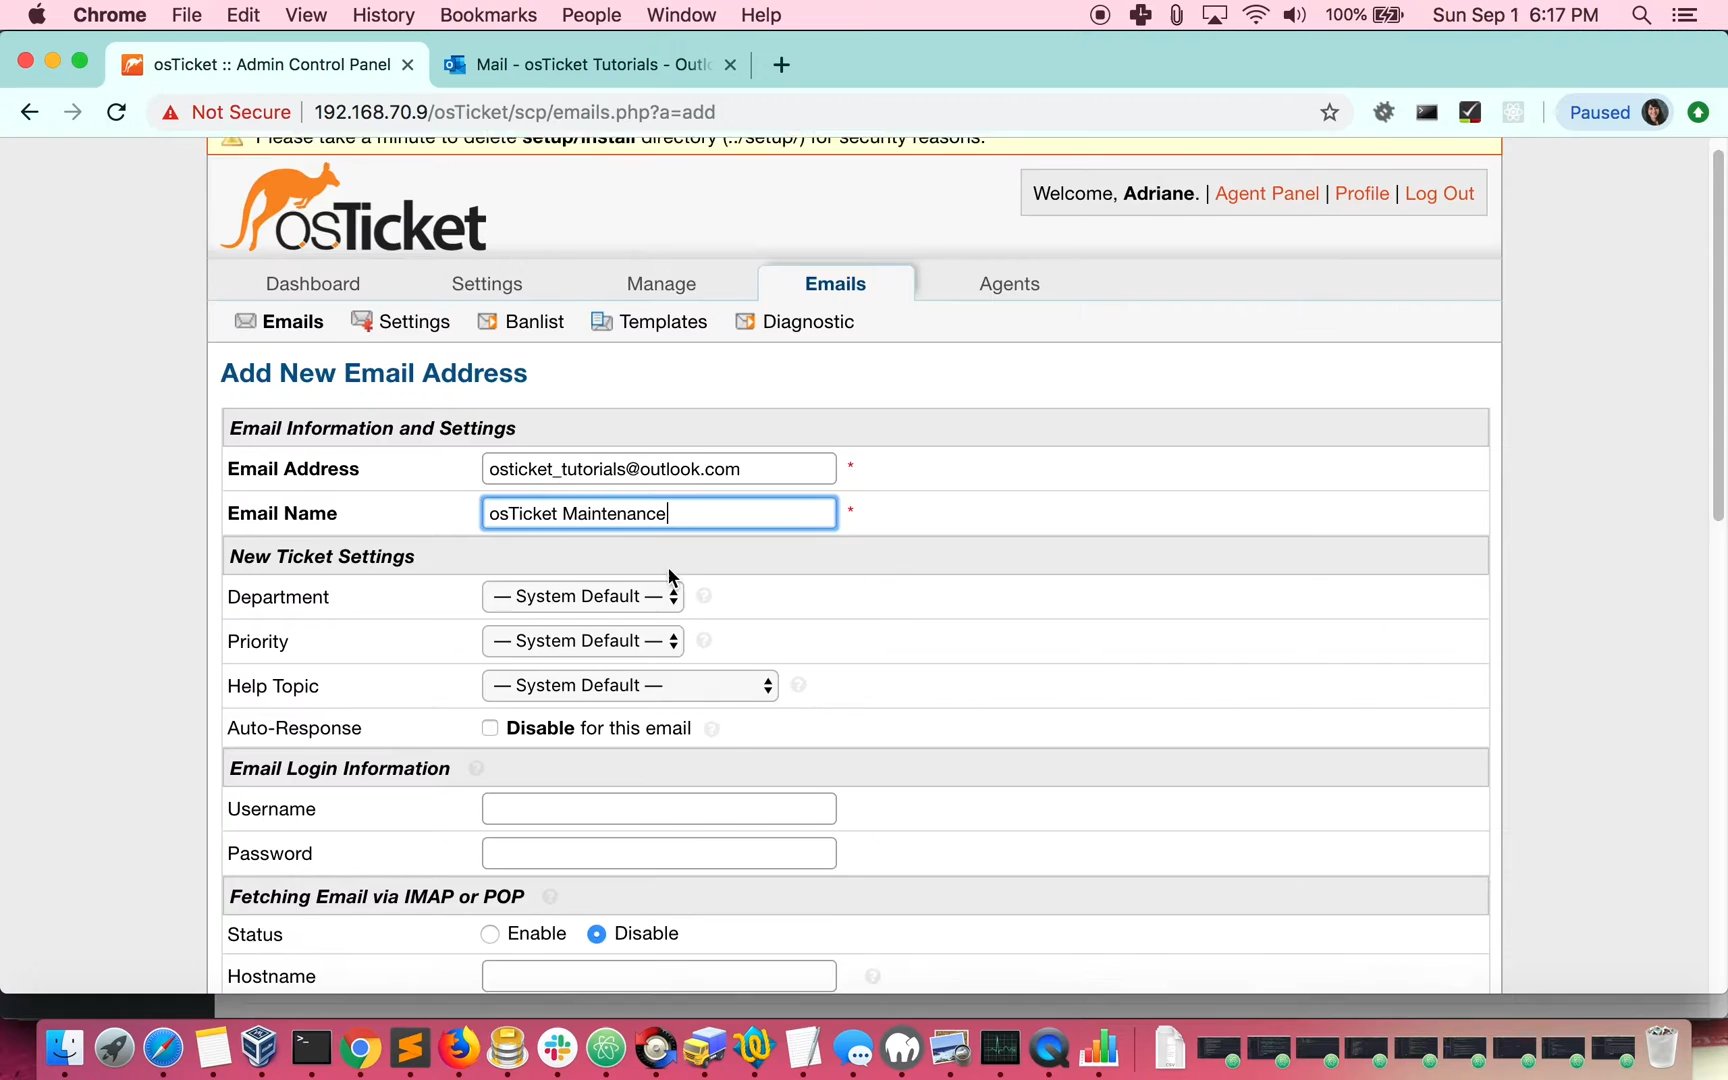 Chrome File Edit View History Bookmarks People Window Help 100% Sun Sep 1 6:17 PM
osTicket :: Admin Control Panel Mail - osTicket Tutorials - Outlo
Not Secure 192.168.70.9/osTicket/scp/emails.php?a=add Paused
Please take a minute to delete setup/install directory (../setup/) for security reasons.
osTicket
Welcome, Adriane. | Agent Panel | Profile | Log Out
Dashboard Settings Manage Emails Agents
Emails Settings Banlist Templates Diagnostic
Add New Email Address
Email Information and Settings
Email Address osticket_tutorials@outlook.com *
Email Name osTicket Maintenance *
New Ticket Settings
Department — System Default — ?
Priority — System Default — ?
Help Topic — System Default — ?
Auto-Response Disable for this email ?
Email Login Information ?
Username
Password
Fetching Email via IMAP or POP ?
Status Enable Disable
Hostname ?